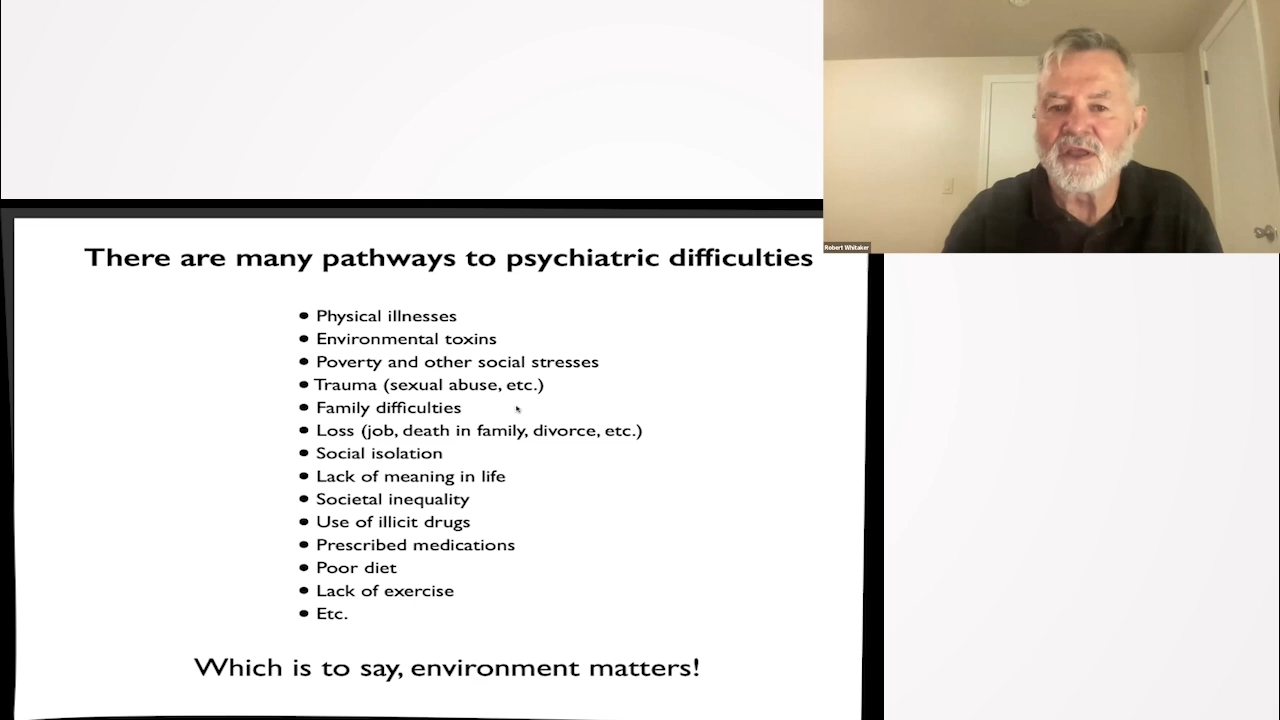 Robert Whitaker
There are many pathways to psychiatric difficulties
• Physical illnesses
• Environmental toxins
• Poverty and other social stresses
• Trauma (sexual abuse, etc.)
• Family difficulties
• Loss (job, death in family, divorce, etc.)
• Social isolation
• Lack of meaning in life
• Societal inequality
• Use of illicit drugs
• Prescribed medications
• Poor diet
• Lack of exercise
• Etc.
Which is to say, environment matters!